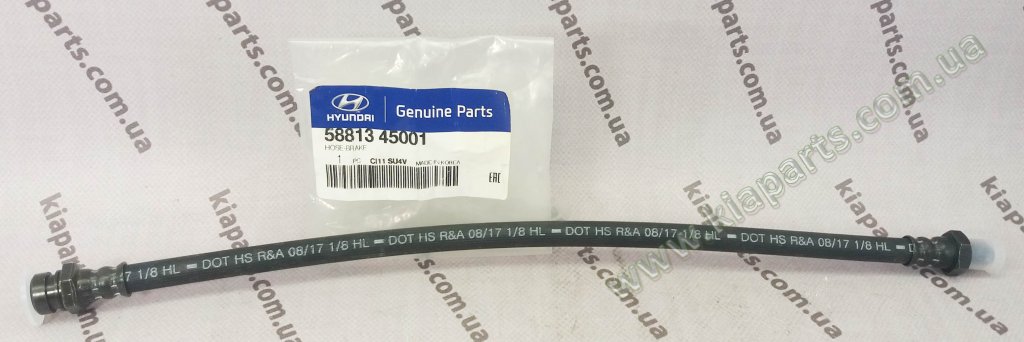 HYUNDAI
Genuine Parts
58813 45001
HOSE-BRAKE
1 PC CI11 SU4V MADE IN KOREA
EAC
17 1/8 HL — DOT HS R&A 08/17 1/8 HL — DOT HS R&A 08/17 1/8 HL — DOT HS R&A 08/17 1/8 HL — DOT HS R&A 08/17 1/8 HL — D
www.kiaparts.com.ua
kiaparts.com.ua